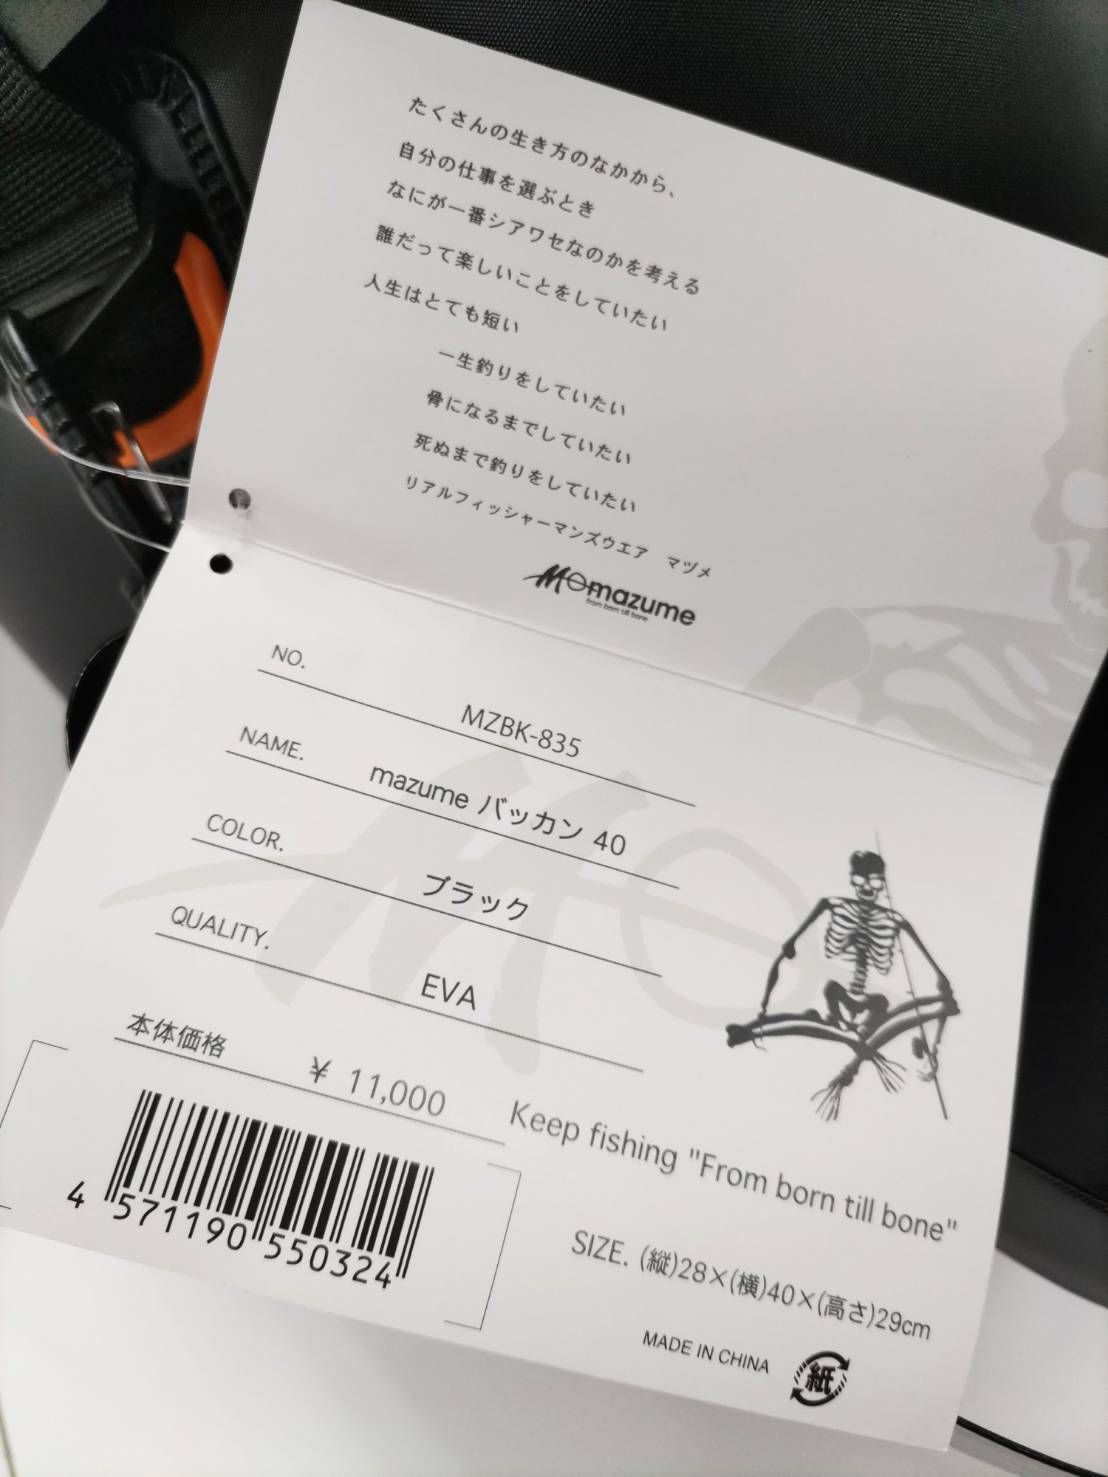 たくさんの生き方のなかから、
自分の仕事を選ぶとき
なにが一番シアワセなのかを考える
誰だって楽しいことをしていたい
人生はとても短い
一生釣りをしていたい
骨になるまでしていたい
死ぬまで釣りをしていたい
リアルフィッシャーマンズウエア マヅメ
mazume
from born till bone
NO. MZBK-835
NAME. mazume バッカン 40
COLOR. ブラック
QUALITY. EVA
本体価格 ¥ 11,000
4 571190 550324
Keep fishing "From born till bone"
SIZE. (縦)28×(横)40×(高さ)29cm
MADE IN CHINA
紙